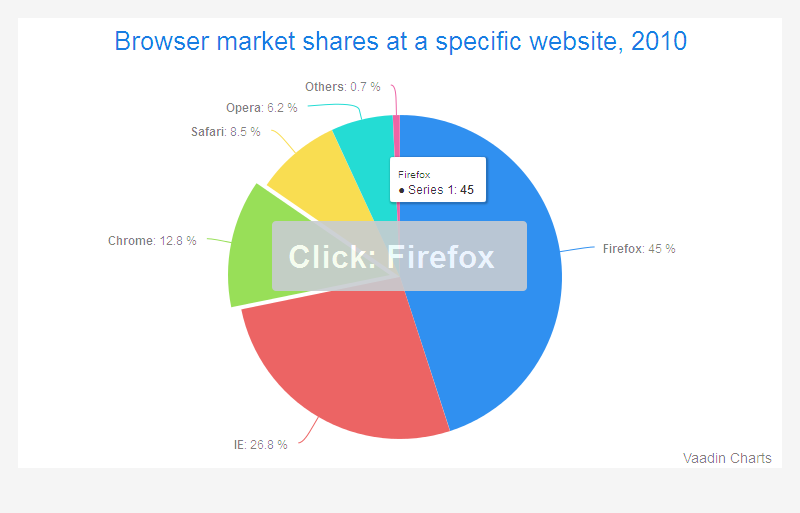 Browser market shares at a specific website, 2010
Others: 0.7 %
Opera: 6.2 %
Safari: 8.5 %
Firefox
● Series 1: 45
Chrome: 12.8 %
Click: Firefox
Firefox: 45 %
IE: 26.8 %
Vaadin Charts